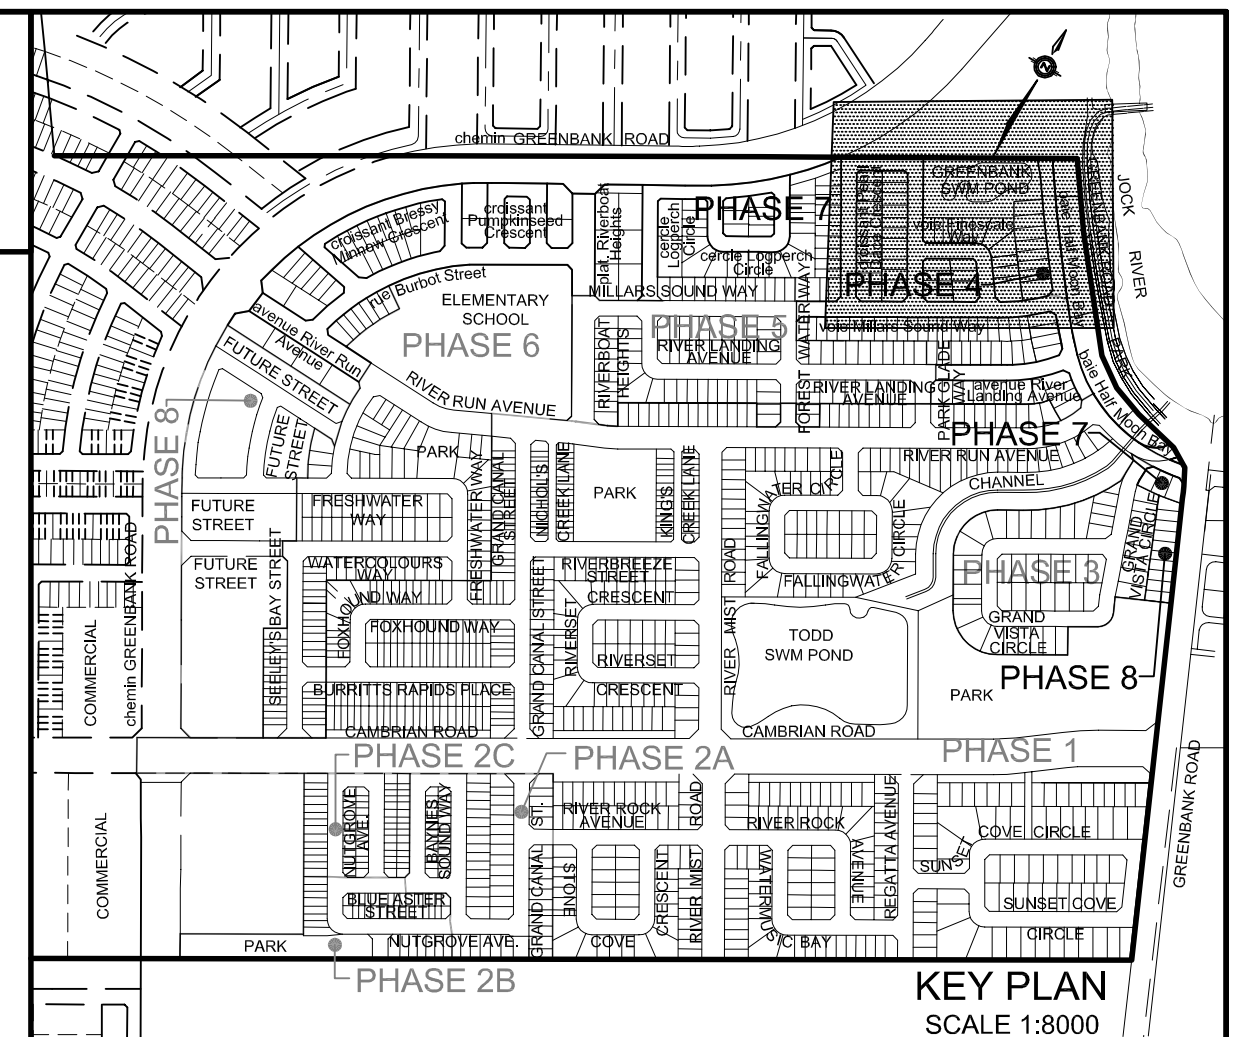 chemin GREENBANK ROAD
N
JOCK
RIVER
GREENBANK
SWM POND
croissant Bressy
Minnow Crescent
croissant
Pumpkinseed
Crescent
plat Riverboat
Heights
cercle
Logperch
Circle
PHASE 7
cercle Logperch
Circle
PHASE 4
baie Half Moon Bay
rue Burbot Street
ELEMENTARY
SCHOOL
PHASE 6
MILLARS SOUND WAY
PHASE 5
voie Millars Sound Way
avenue River Run
Avenue
FUTURE STREET
RIVERBOAT
HEIGHTS
RIVER LANDING
AVENUE
FOREST WATER WAY
RIVER LANDING
AVENUE
PARKGLADE
WAY
avenue River
Landing Avenue
baie Half Moon Bay
RIVER RUN AVENUE
PHASE 8
FUTURE
STREET
PARK
PHASE 7
RIVER RUN AVENUE
CHANNEL
FRESHWATER WAY
GRAND CANAL
STREET
NICHOL'S
CREEK LANE
PARK
KING'S
CREEK LANE
FUTURE
STREET
FRESHWATER
WAY
FALLINGWATER CIRCLE
FALLINGWATER CIRCLE
GRAND
VISTA CIRCLE
PHASE 3
FUTURE
STREET
WATERCOLOURS
WAY
RIVERBREEZE
STREET
SEELEY'S BAY STREET
FOXHOUND WAY
FOXHOUND WAY
GRAND CANAL STREET
RIVERSET
CRESCENT
RIVERSET
CRESCENT
RIVER MIST ROAD
TODD
SWM POND
GRAND
VISTA
CIRCLE
PHASE 8
PARK
COMMERCIAL
chemin GREENBANK ROAD
BURRITTS RAPIDS PLACE
CAMBRIAN ROAD
CAMBRIAN ROAD
PHASE 2C
PHASE 2A
PHASE 1
GREENBANK ROAD
COMMERCIAL
NUTGROVE
AVE.
BAYNES
SOUND WAY
GRAND CANAL ST.
RIVER ROCK
AVENUE
RIVER MIST ROAD
RIVER ROCK
AVENUE
REGATTA AVENUE
SUNSET
COVE CIRCLE
STONE
COVE
CRESCENT
WATERMUSIC BAY
SUNSET COVE
CIRCLE
BLUE ASTER
STREET
PARK
NUTGROVE AVE.
PHASE 2B
KEY PLAN
SCALE 1:8000